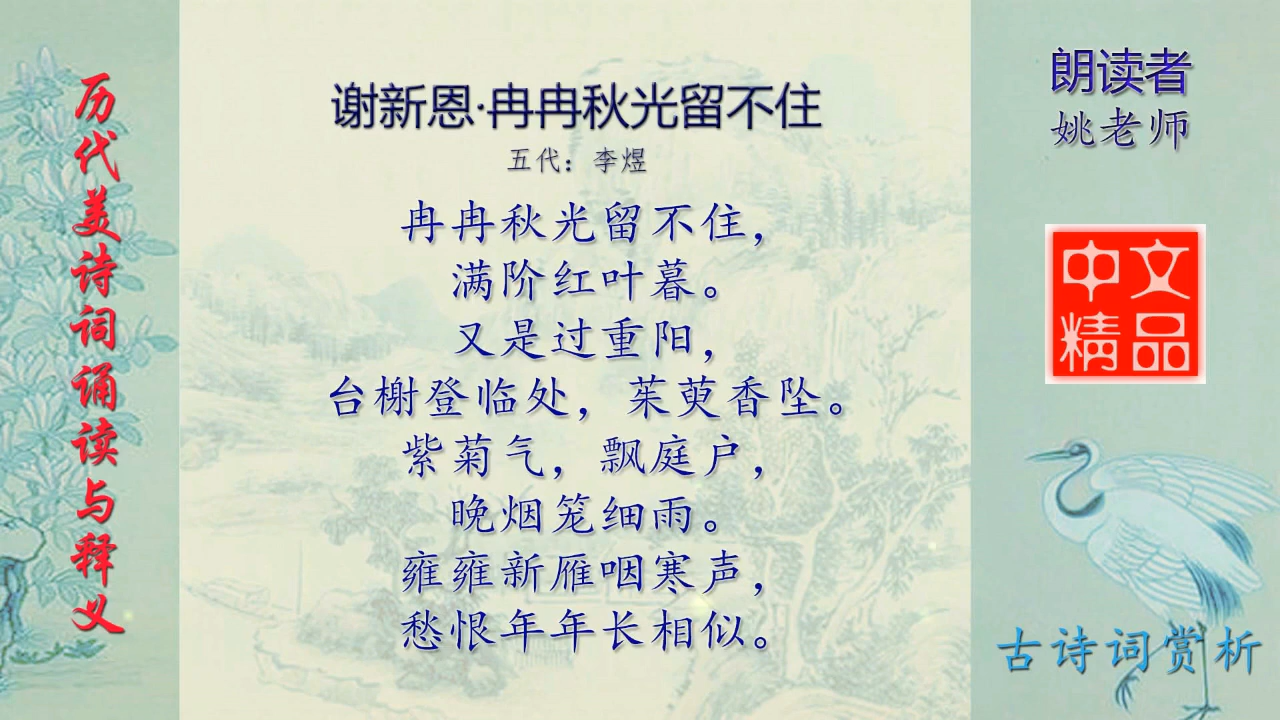 历代美诗词诵读与释义
谢新恩·冉冉秋光留不住
五代：李煜
冉冉秋光留不住，
满阶红叶暮。
又是过重阳，
台榭登临处，茱萸香坠。
紫菊气，飘庭户，
晚烟笼细雨。
雍雍新雁咽寒声，
愁恨年年长相似。
朗读者
姚老师
中文
精品
古诗词赏析